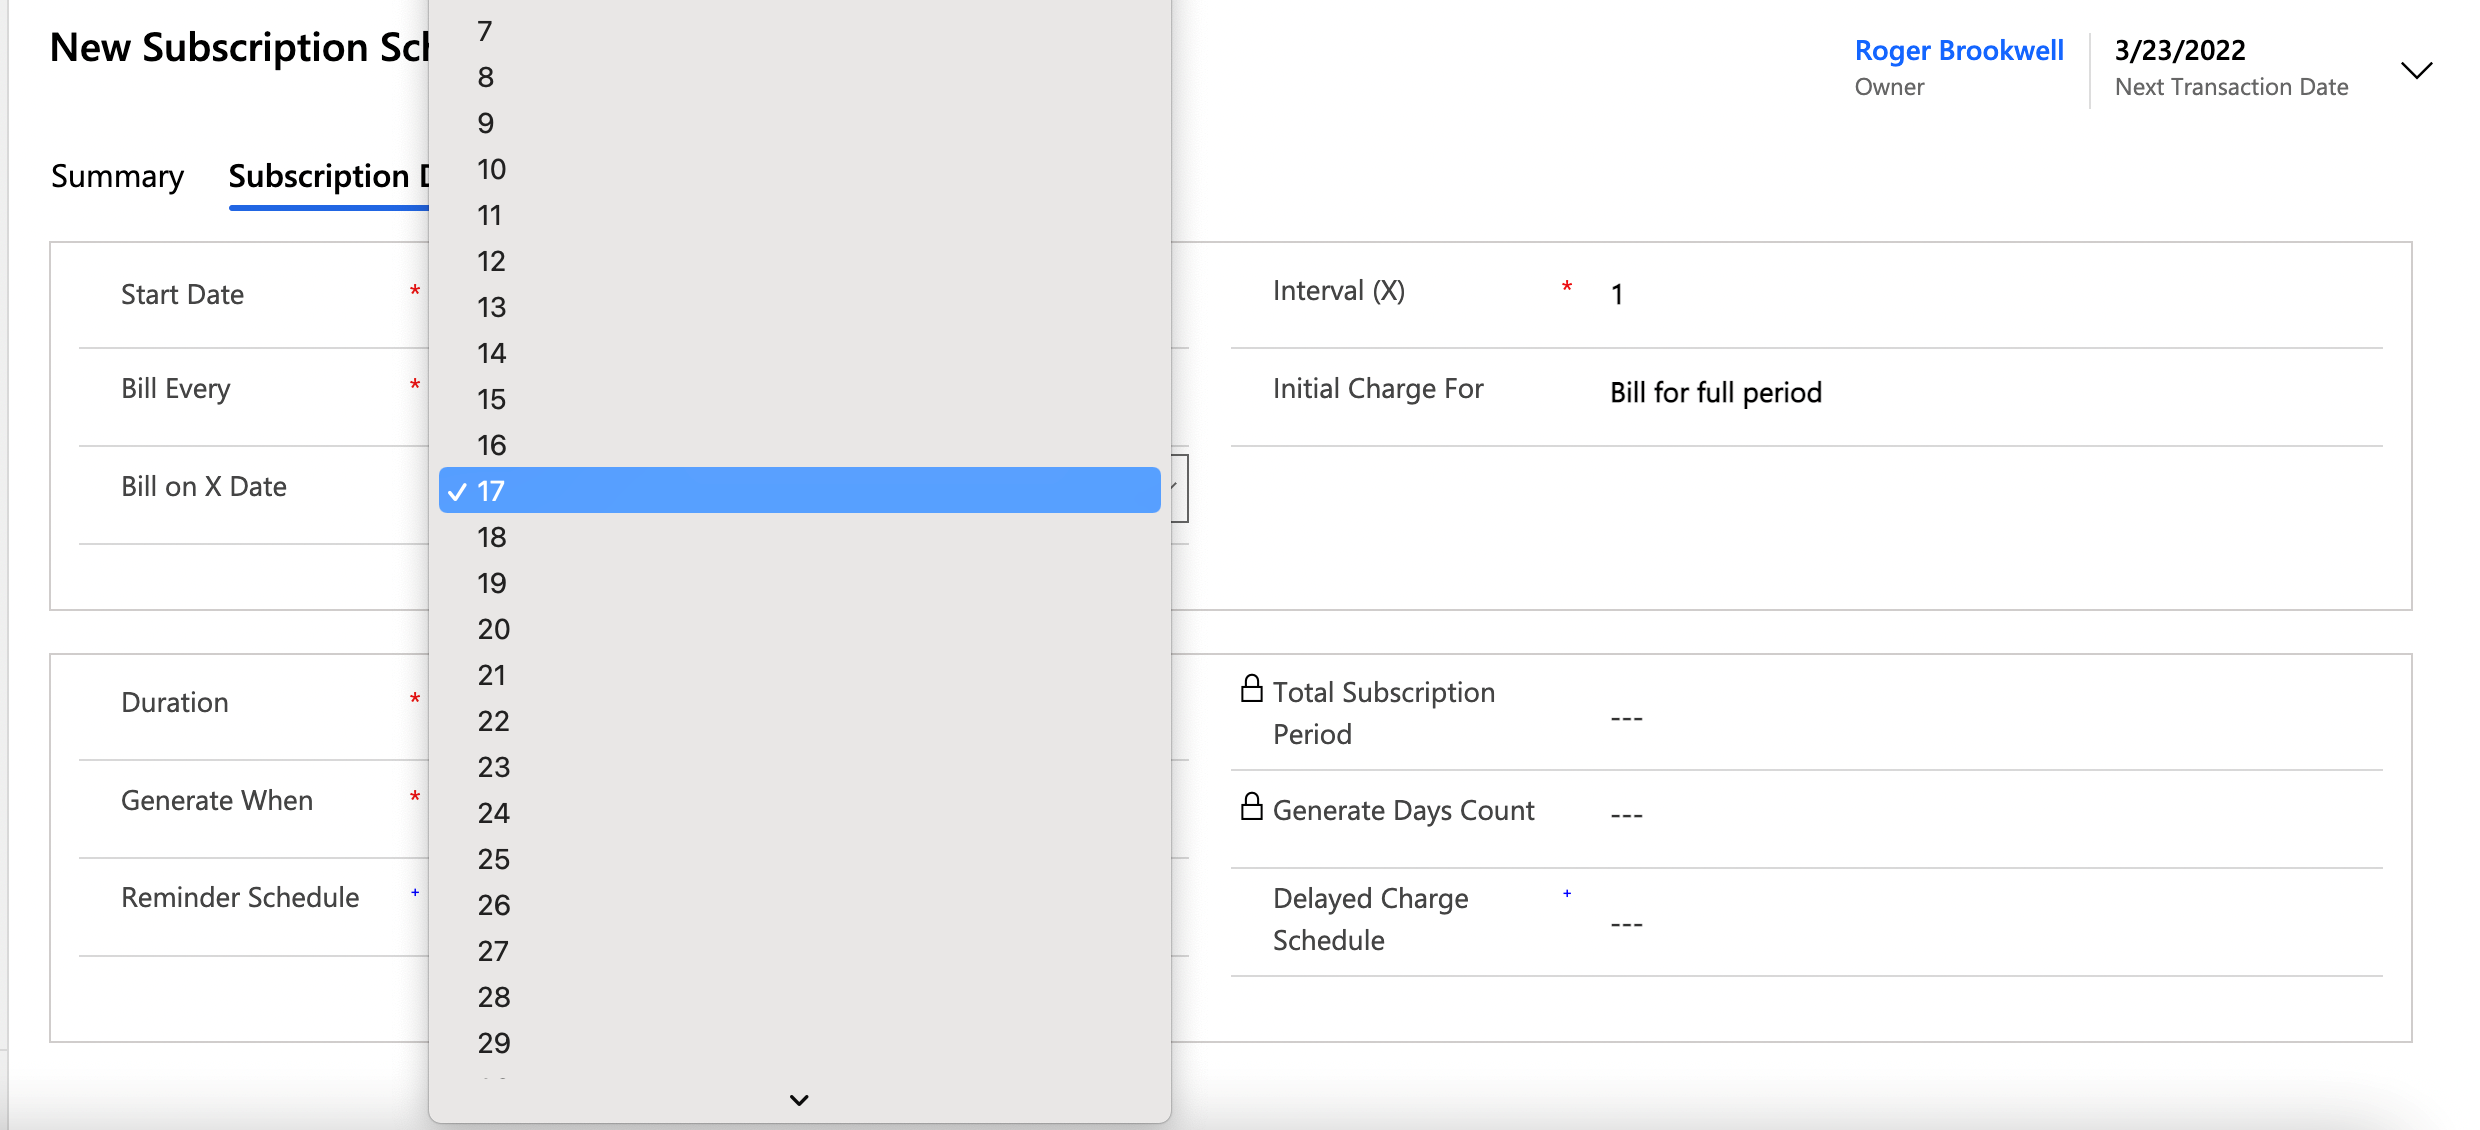 New Subscription Sch
Roger Brookwell
Owner
3/23/2022
Next Transaction Date
Summary
Subscription D
7
8
9
10
11
12
13
14
15
16
17
18
19
20
21
22
23
24
25
26
27
28
29
Start Date *
Interval (X) * 1
Bill Every *
Initial Charge For Bill for full period
Bill on X Date
Duration *
Total Subscription
Period ---
Generate When *
Generate Days Count ---
Reminder Schedule +
Delayed Charge +
Schedule ---